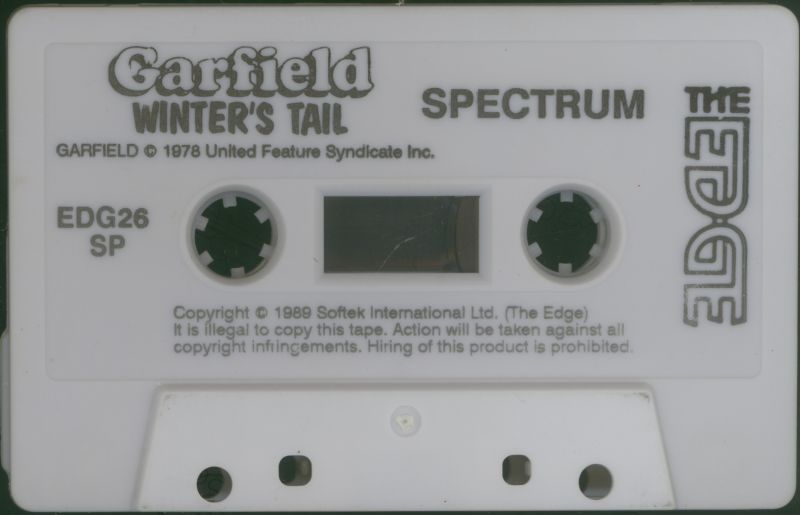 Garfield
WINTER'S TAIL
SPECTRUM
THE
EDGE
GARFIELD © 1978 United Feature Syndicate Inc.
EDG26
SP
Copyright © 1989 Softek International Ltd. (The Edge)
It is illegal to copy this tape. Action will be taken against all
copyright infringements. Hiring of this product is prohibited.